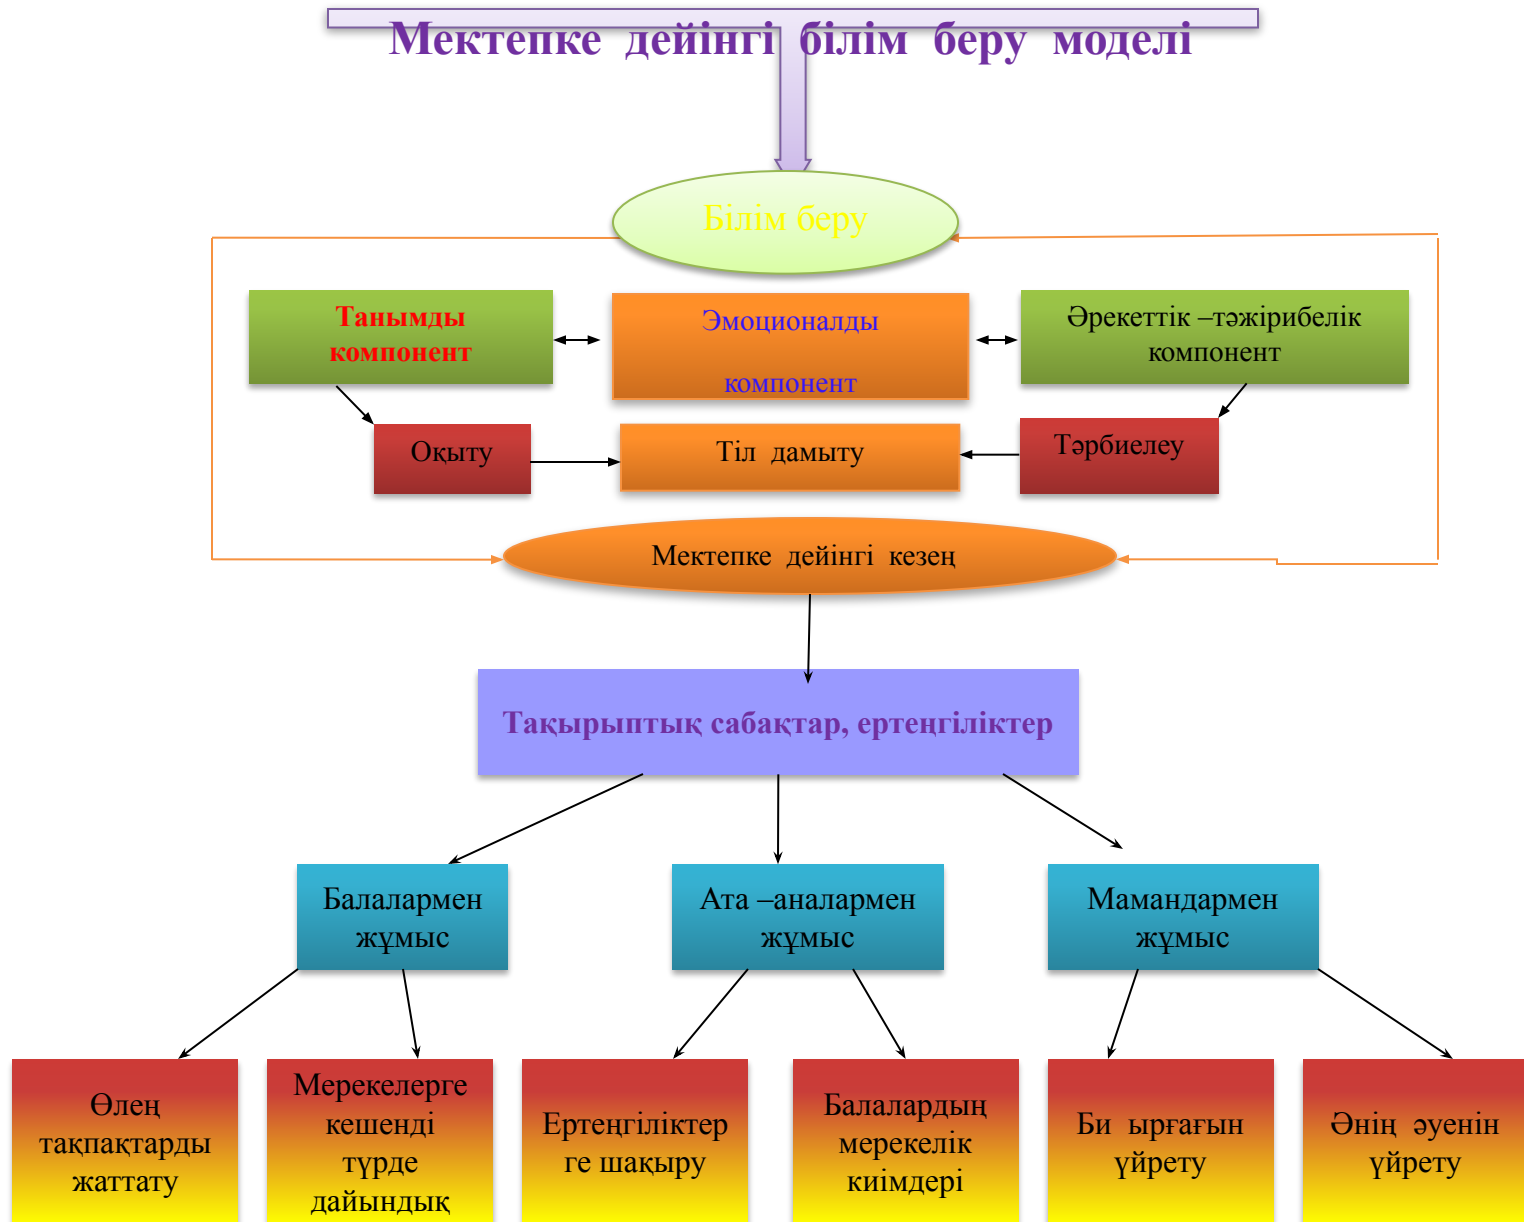 Мектепке дейінгі білім беру моделі
Білім беру
Танымды
компонент
Эмоционалды
компонент
Әрекеттік –тәжірибелік
компонент
Оқыту
Тіл дамыту
Тәрбиелеу
Мектепке дейінгі кезең
Тақырыптық сабақтар, ертеңгіліктер
Балалармен
жұмыс
Ата –аналармен
жұмыс
Мамандармен
жұмыс
Өлең
тақпақтарды
жаттату
Мерекелерге
кешенді
түрде
дайындық
Ертеңгіліктер
ге шақыру
Балалардың
мерекелік
киімдері
Би ырғағын
үйрету
Әнің әуенін
үйрету